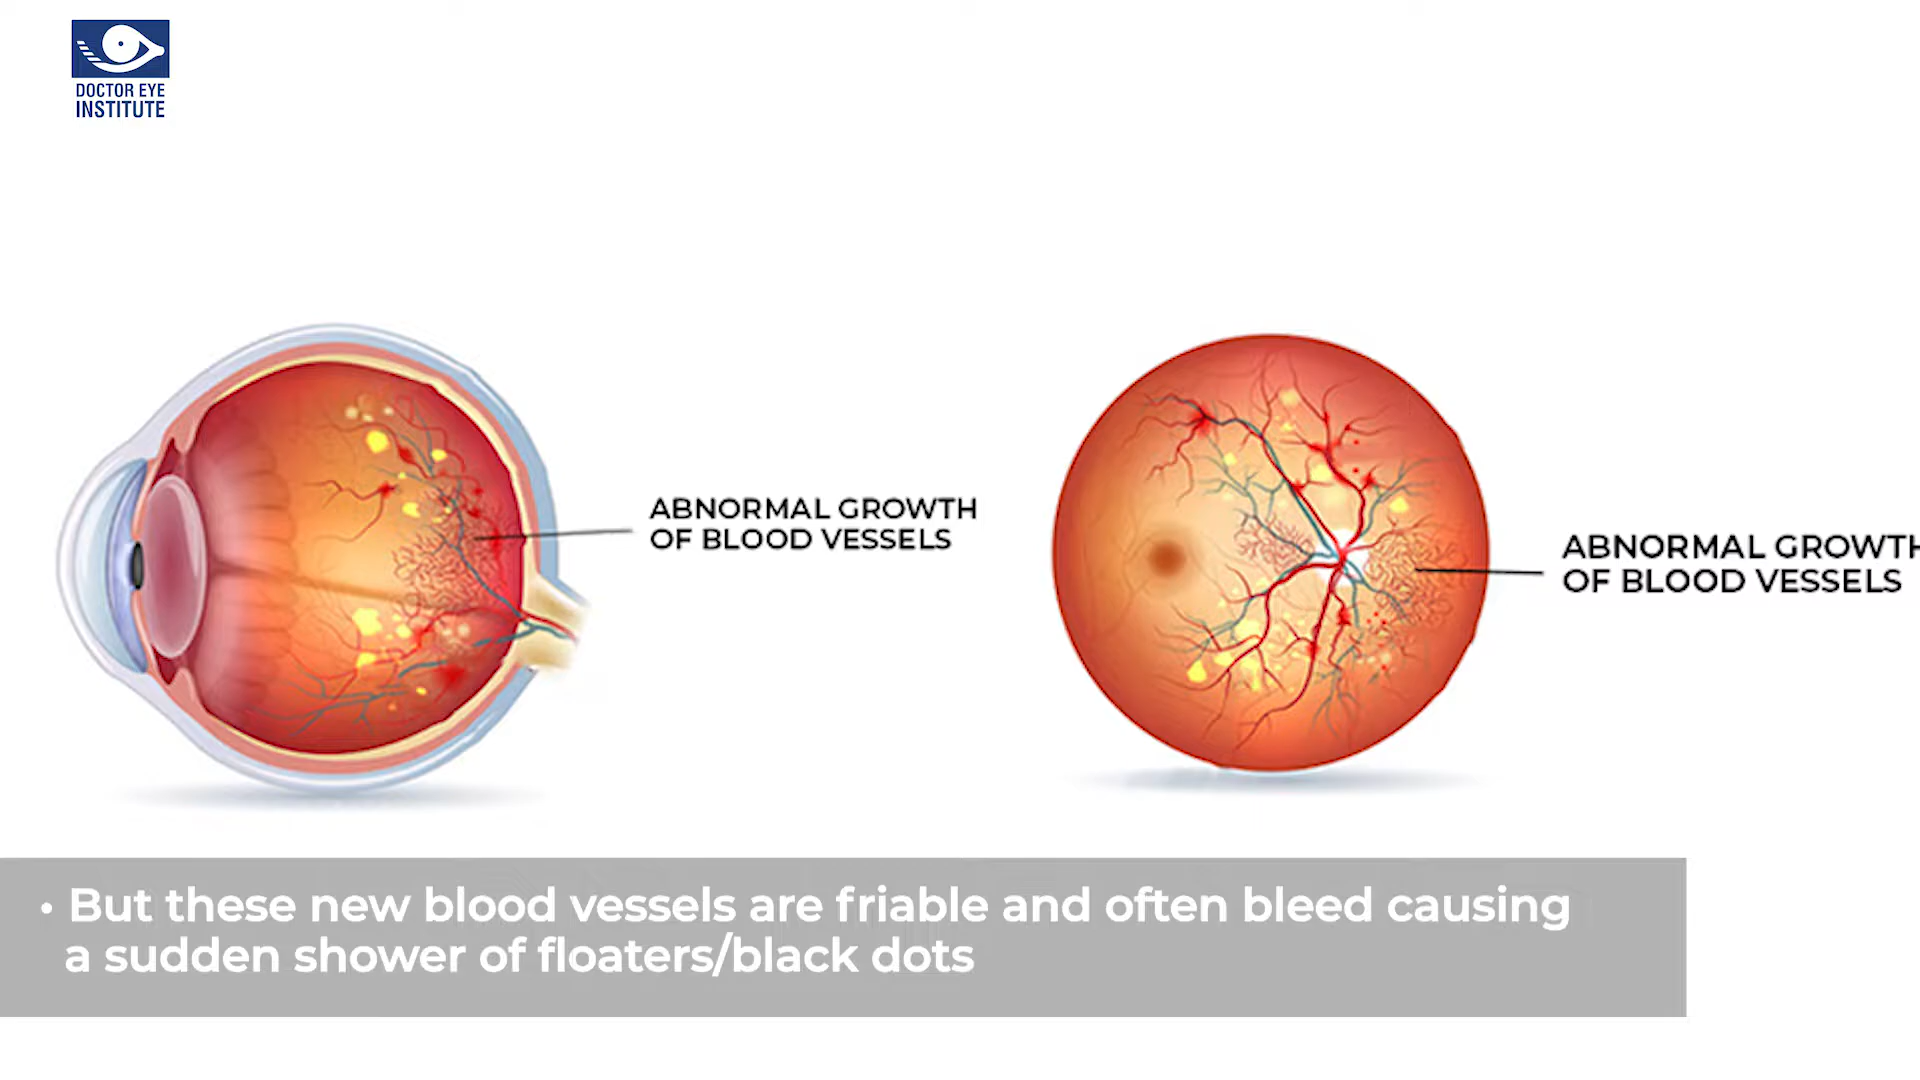 DOCTOR EYE
INSTITUTE
ABNORMAL GROWTH
OF BLOOD VESSELS
ABNORMAL GROWTH
OF BLOOD VESSELS
• But these new blood vessels are friable and often bleed causing
a sudden shower of floaters/black dots